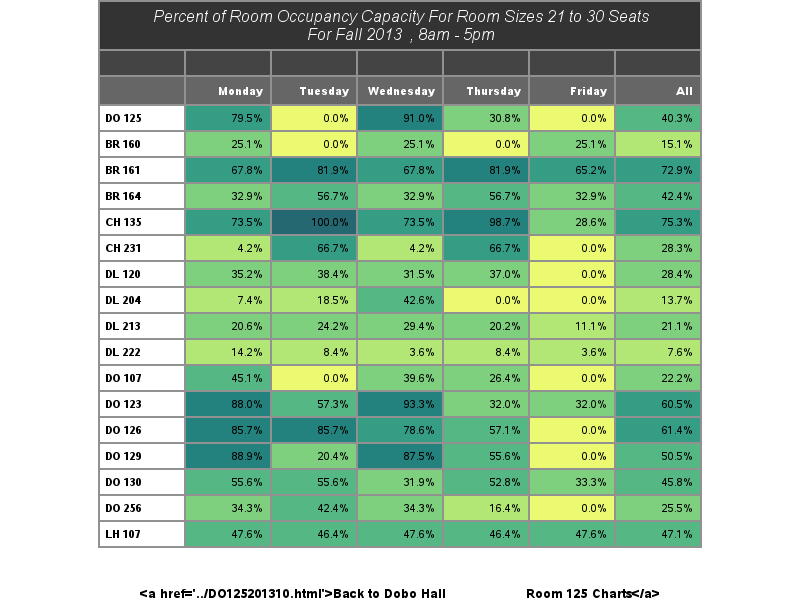 Percent of Room Occupancy Capacity For Room Sizes 21 to 30 Seats
For Fall 2013 , 8am - 5pm
Monday Tuesday Wednesday Thursday Friday All
DO 125 79.5% 0.0% 91.0% 30.8% 0.0% 40.3%
BR 160 25.1% 0.0% 25.1% 0.0% 25.1% 15.1%
BR 161 67.8% 81.9% 67.8% 81.9% 65.2% 72.9%
BR 164 32.9% 56.7% 32.9% 56.7% 32.9% 42.4%
CH 135 73.5% 100.0% 73.5% 98.7% 28.6% 75.3%
CH 231 4.2% 66.7% 4.2% 66.7% 0.0% 28.3%
DL 120 35.2% 38.4% 31.5% 37.0% 0.0% 28.4%
DL 204 7.4% 18.5% 42.6% 0.0% 0.0% 13.7%
DL 213 20.6% 24.2% 29.4% 20.2% 11.1% 21.1%
DL 222 14.2% 8.4% 3.6% 8.4% 3.6% 7.6%
DO 107 45.1% 0.0% 39.6% 26.4% 0.0% 22.2%
DO 123 88.0% 57.3% 93.3% 32.0% 32.0% 60.5%
DO 126 85.7% 85.7% 78.6% 57.1% 0.0% 61.4%
DO 129 88.9% 20.4% 87.5% 55.6% 0.0% 50.5%
DO 130 55.6% 55.6% 31.9% 52.8% 33.3% 45.8%
DO 256 34.3% 42.4% 34.3% 16.4% 0.0% 25.5%
LH 107 47.6% 46.4% 47.6% 46.4% 47.6% 47.1%
<a href='../DO125201310.html'>Back to Dobo Hall Room 125 Charts</a>